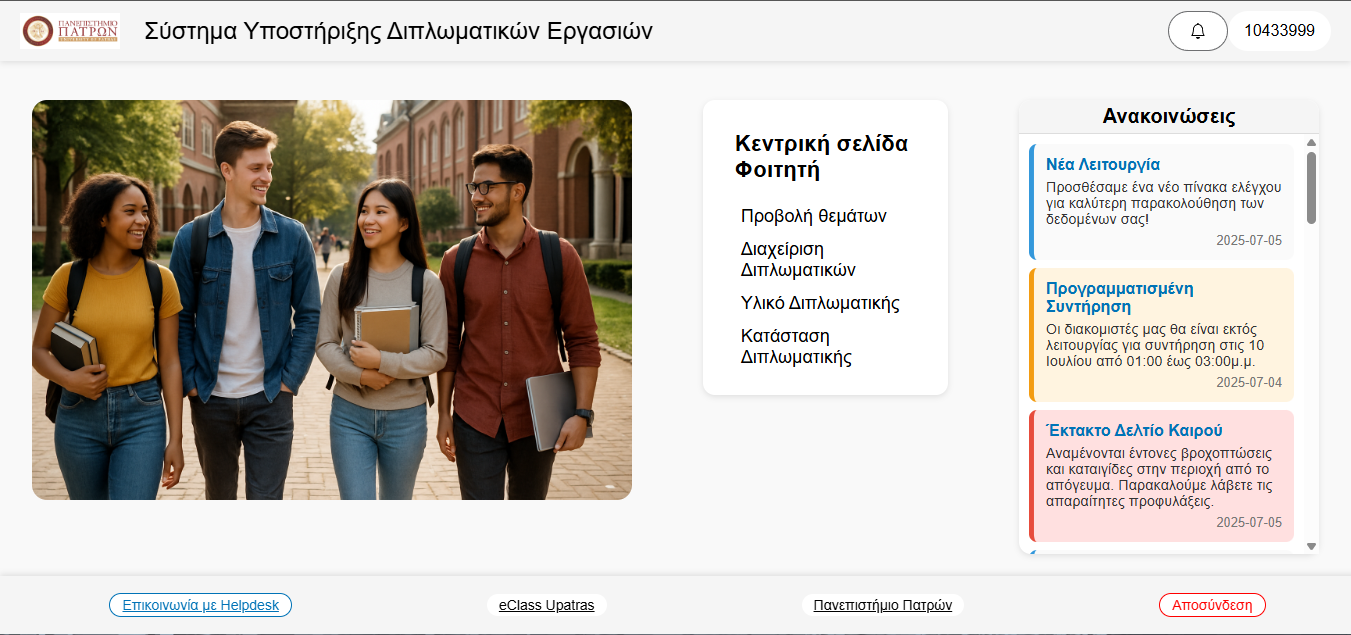 ΠΑΝΕΠΙΣΤΗΜΙΟ
ΠΑΤΡΩΝ
UNIVERSITY OF PATRAS
Σύστημα Υποστήριξης Διπλωματικών Εργασιών
10433999
Κεντρική σελίδα
Φοιτητή
Προβολή θεμάτων
Διαχείριση
Διπλωματικών
Υλικό Διπλωματικής
Κατάσταση
Διπλωματικής
Ανακοινώσεις
Νέα Λειτουργία
Προσθέσαμε ένα νέο πίνακα ελέγχου
για καλύτερη παρακολούθηση των
δεδομένων σας!
2025-07-05
Προγραμματισμένη
Συντήρηση
Οι διακομιστές μας θα είναι εκτός
λειτουργίας για συντήρηση στις 10
Ιουλίου από 01:00 έως 03:00μ.μ.
2025-07-04
Έκτακτο Δελτίο Καιρού
Αναμένονται έντονες βροχοπτώσεις
και καταιγίδες στην περιοχή από το
απόγευμα. Παρακαλούμε λάβετε τις
απαραίτητες προφυλάξεις.
2025-07-05
Επικοινωνία με Helpdesk
eClass Upatras
Πανεπιστήμιο Πατρών
Αποσύνδεση